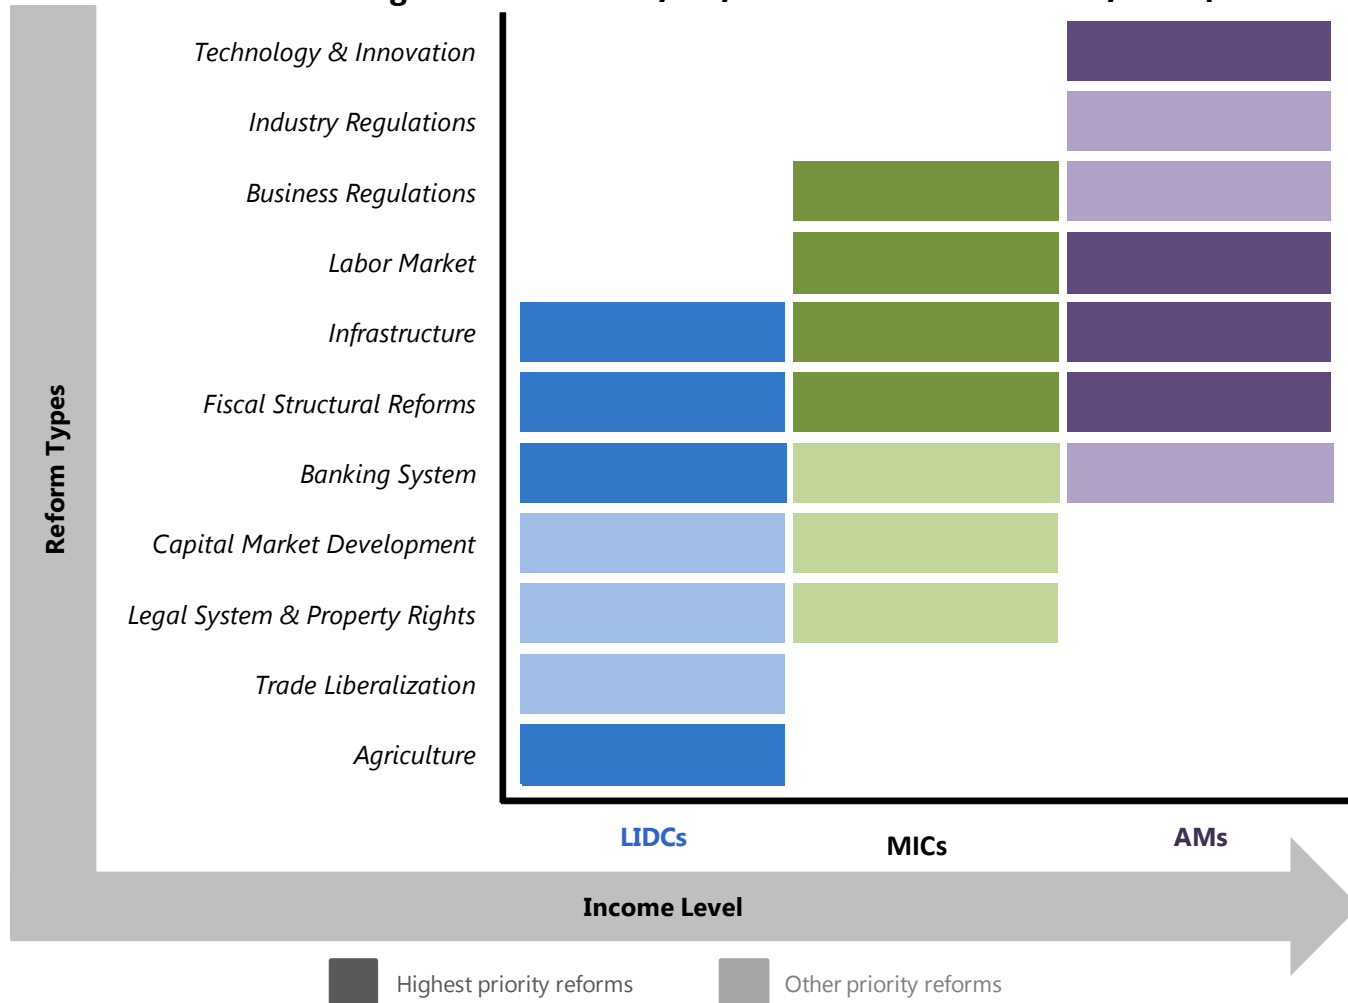 Technology & Innovation
Industry Regulations
Business Regulations
Labor Market
Infrastructure
Fiscal Structural Reforms
Banking System
Capital Market Development
Legal System & Property Rights
Trade Liberalization
Agriculture
Reform Types
LIDCs
MICs
AMs
Income Level
Highest priority reforms
Other priority reforms